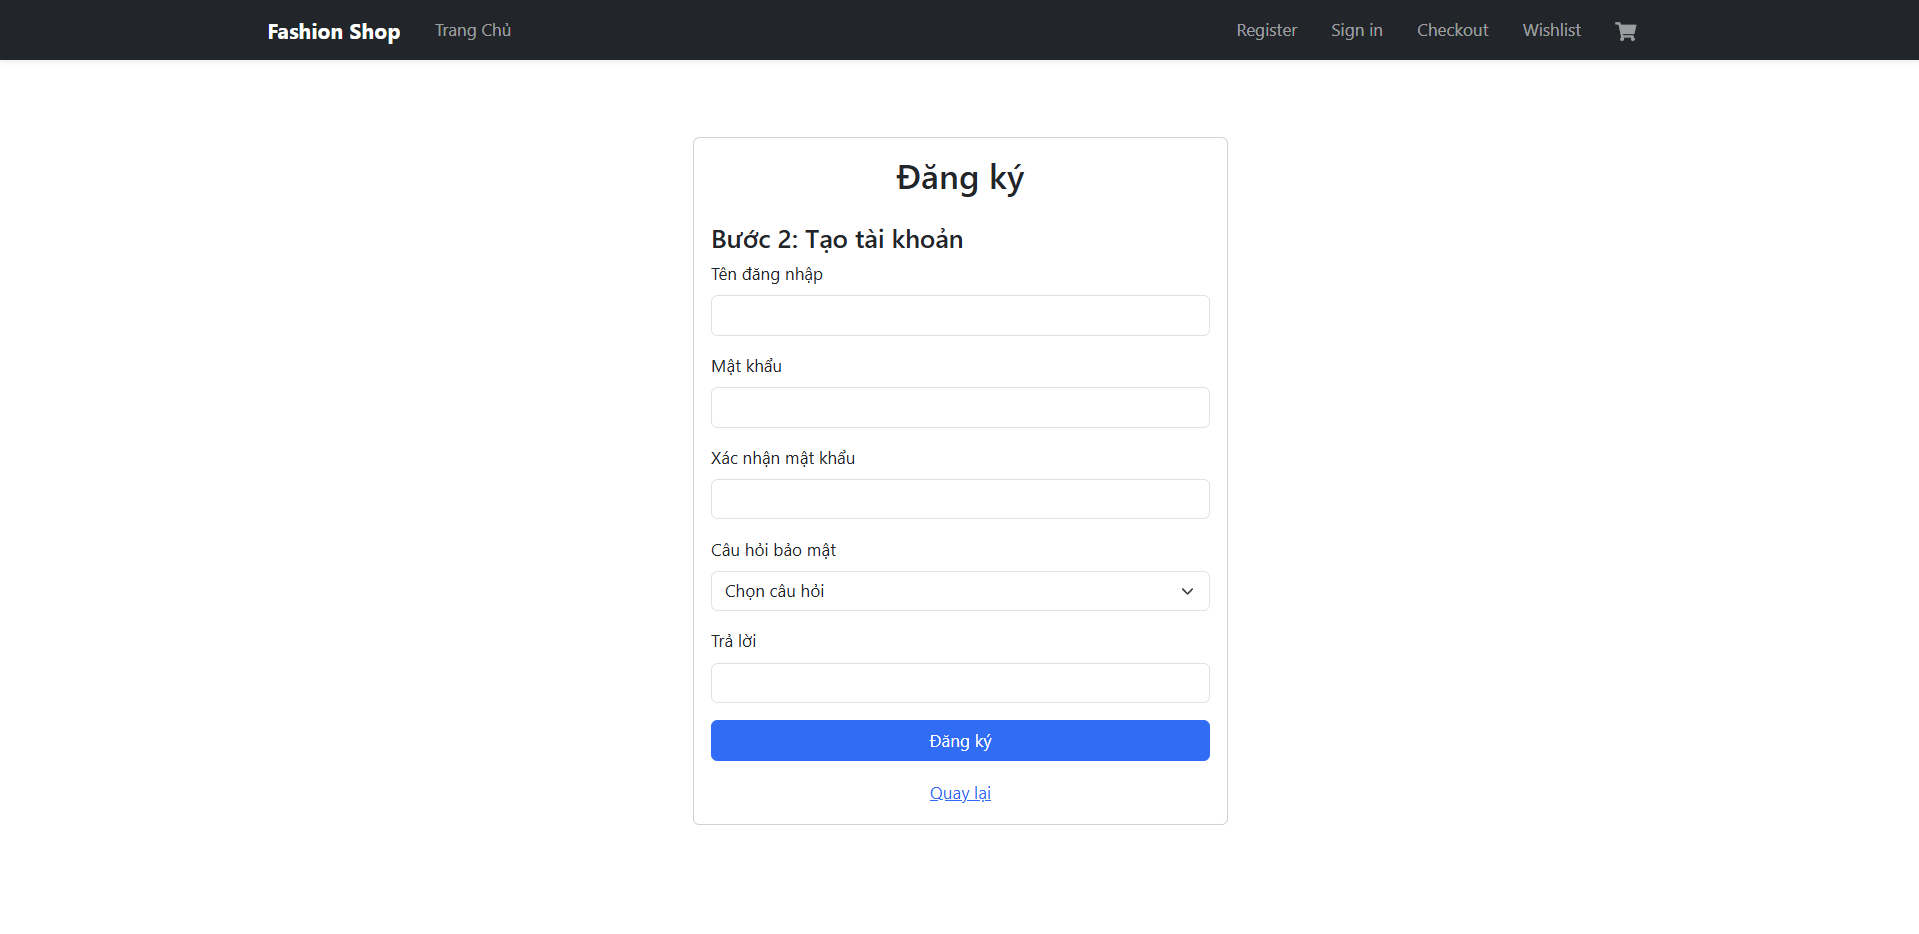 Fashion Shop Trang Chủ Register Sign in Checkout Wishlist
Đăng ký
Bước 2: Tạo tài khoản
Tên đăng nhập
Mật khẩu
Xác nhận mật khẩu
Câu hỏi bảo mật
Chọn câu hỏi
Trả lời
Đăng ký
Quay lại